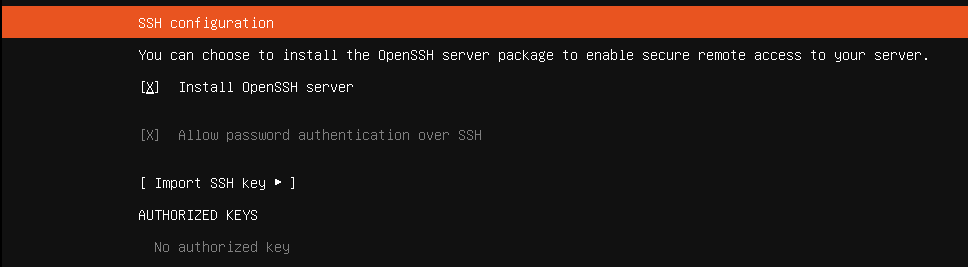 SSH configuration
You can choose to install the OpenSSH server package to enable secure remote access to your server.
[X] Install OpenSSH server
[X] Allow password authentication over SSH
[ Import SSH key ▸ ]
AUTHORIZED KEYS
No authorized key